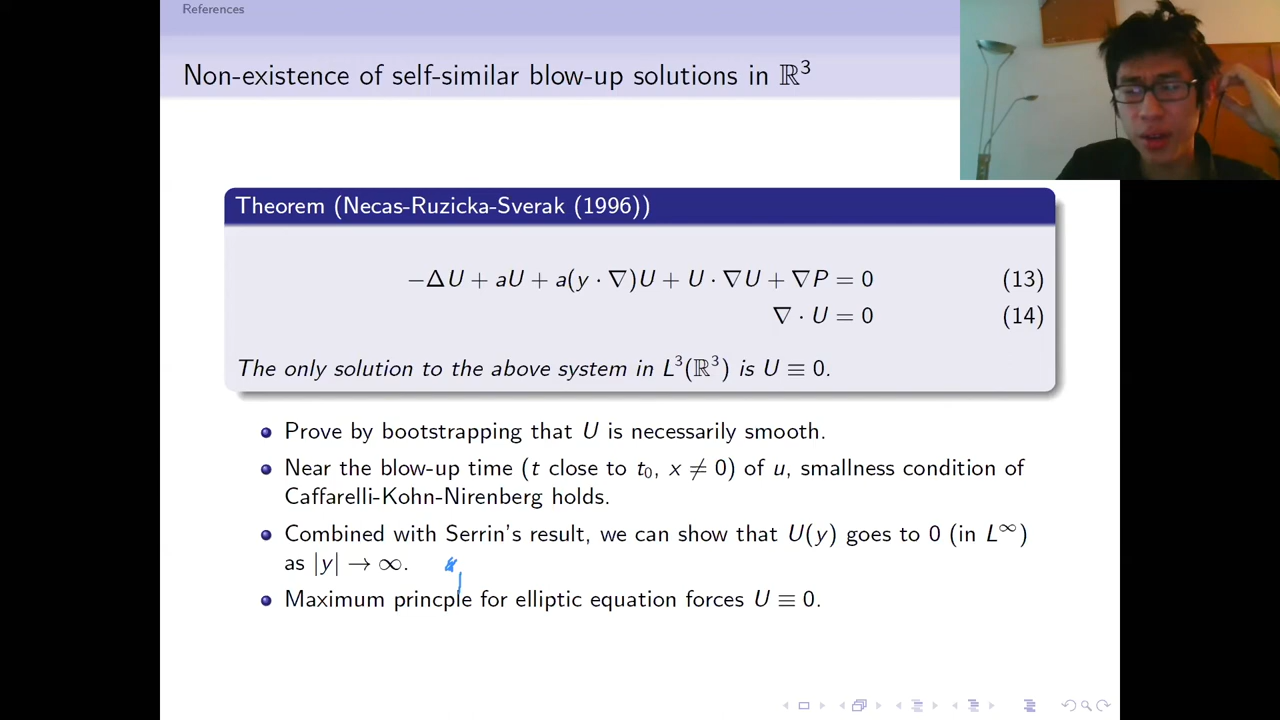 References
Non-existence of self-similar blow-up solutions in ℝ³
Theorem (Necas-Ruzicka-Sverak (1996))
−ΔU + aU + a(y · ∇)U + U · ∇U + ∇P = 0 (13)
∇ · U = 0 (14)
The only solution to the above system in L³(ℝ³) is U ≡ 0.
Prove by bootstrapping that U is necessarily smooth.
Near the blow-up time (t close to t₀, x ≠ 0) of u, smallness condition of
Caffarelli-Kohn-Nirenberg holds.
Combined with Serrin's result, we can show that U(y) goes to 0 (in L^∞)
as |y| → ∞.
Maximum princple for elliptic equation forces U ≡ 0.